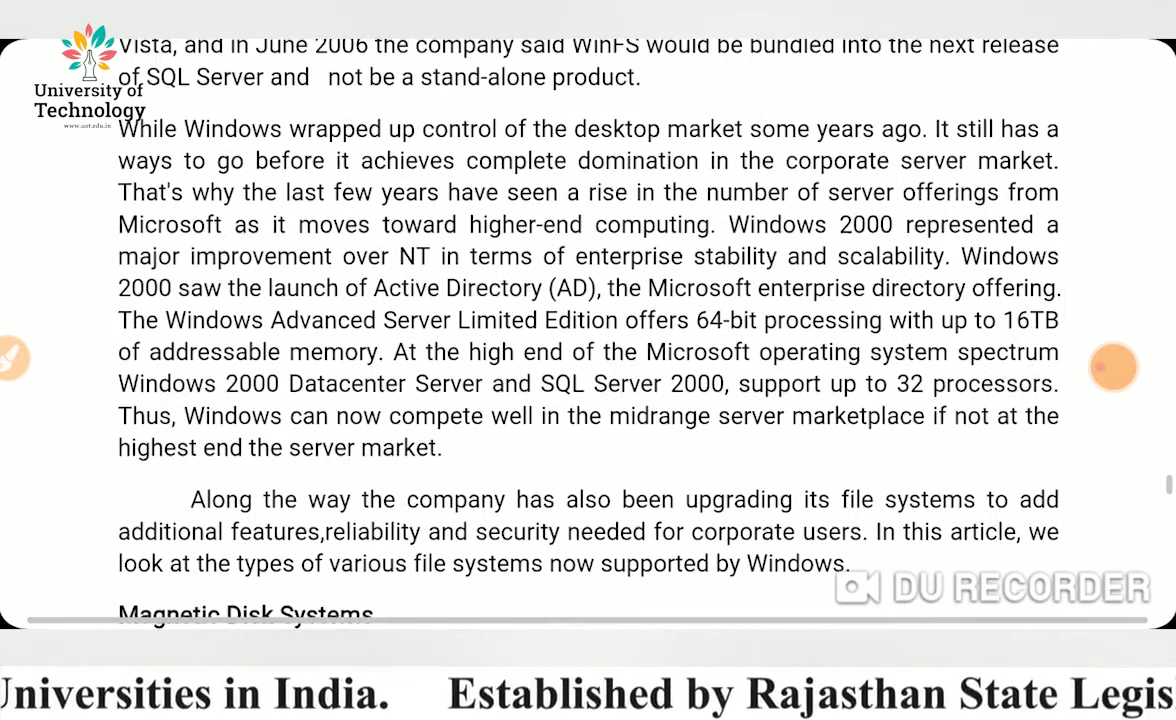 Vista, and in June 2006 the company said WinFS would be bundled into the next release
of SQL Server and not be a stand-alone product.
University of
Technology
www.uot.edu.in
While Windows wrapped up control of the desktop market some years ago. It still has a
ways to go before it achieves complete domination in the corporate server market.
That's why the last few years have seen a rise in the number of server offerings from
Microsoft as it moves toward higher-end computing. Windows 2000 represented a
major improvement over NT in terms of enterprise stability and scalability. Windows
2000 saw the launch of Active Directory (AD), the Microsoft enterprise directory offering.
The Windows Advanced Server Limited Edition offers 64-bit processing with up to 16TB
of addressable memory. At the high end of the Microsoft operating system spectrum
Windows 2000 Datacenter Server and SQL Server 2000, support up to 32 processors.
Thus, Windows can now compete well in the midrange server marketplace if not at the
highest end the server market.
Along the way the company has also been upgrading its file systems to add
additional features,reliability and security needed for corporate users. In this article, we
look at the types of various file systems now supported by Windows.
DU RECORDER
Magnetic Disk Systems
Universities in India. Established by Rajasthan State Legis